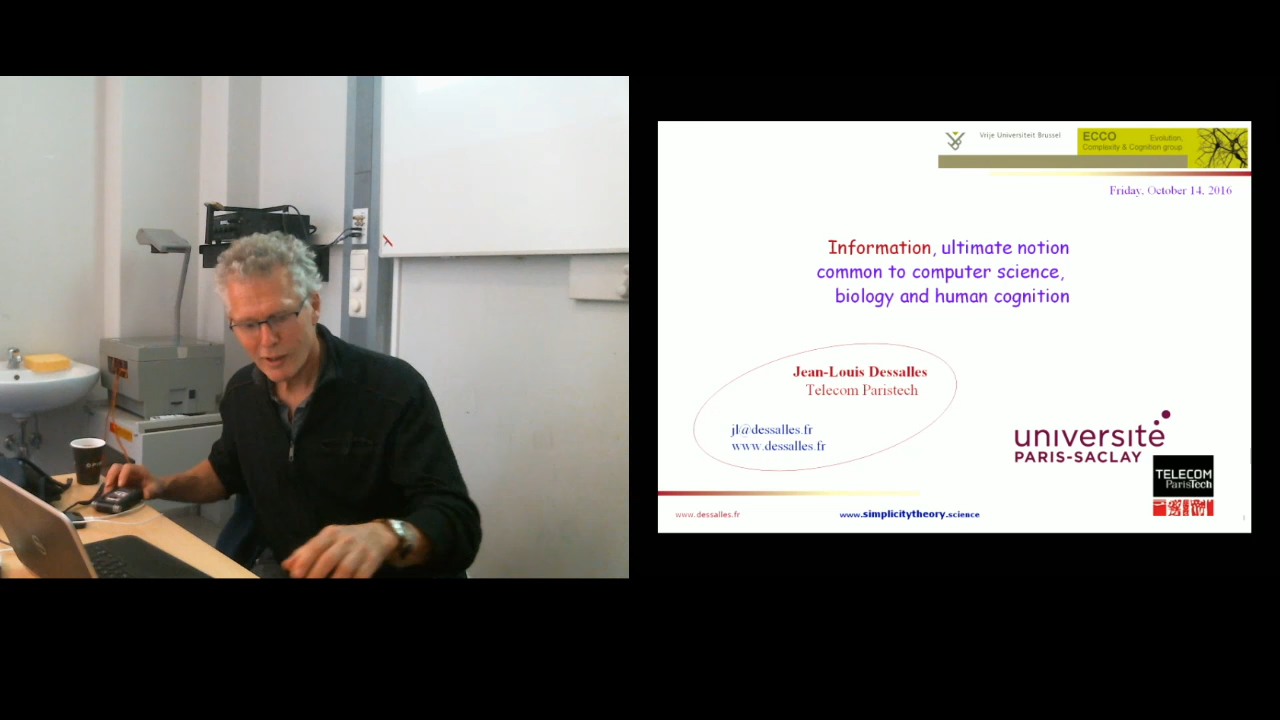 Vrije Universiteit Brussel
ECCO Evolution,
Complexity & Cognition group
Friday, October 14, 2016
Information, ultimate notion
common to computer science,
biology and human cognition
Jean-Louis Dessalles
Telecom Paristech
jl@dessalles.fr
www.dessalles.fr
université
PARIS-SACLAY
TELECOM
ParisTech
www.dessalles.fr
www.simplicitytheory.science